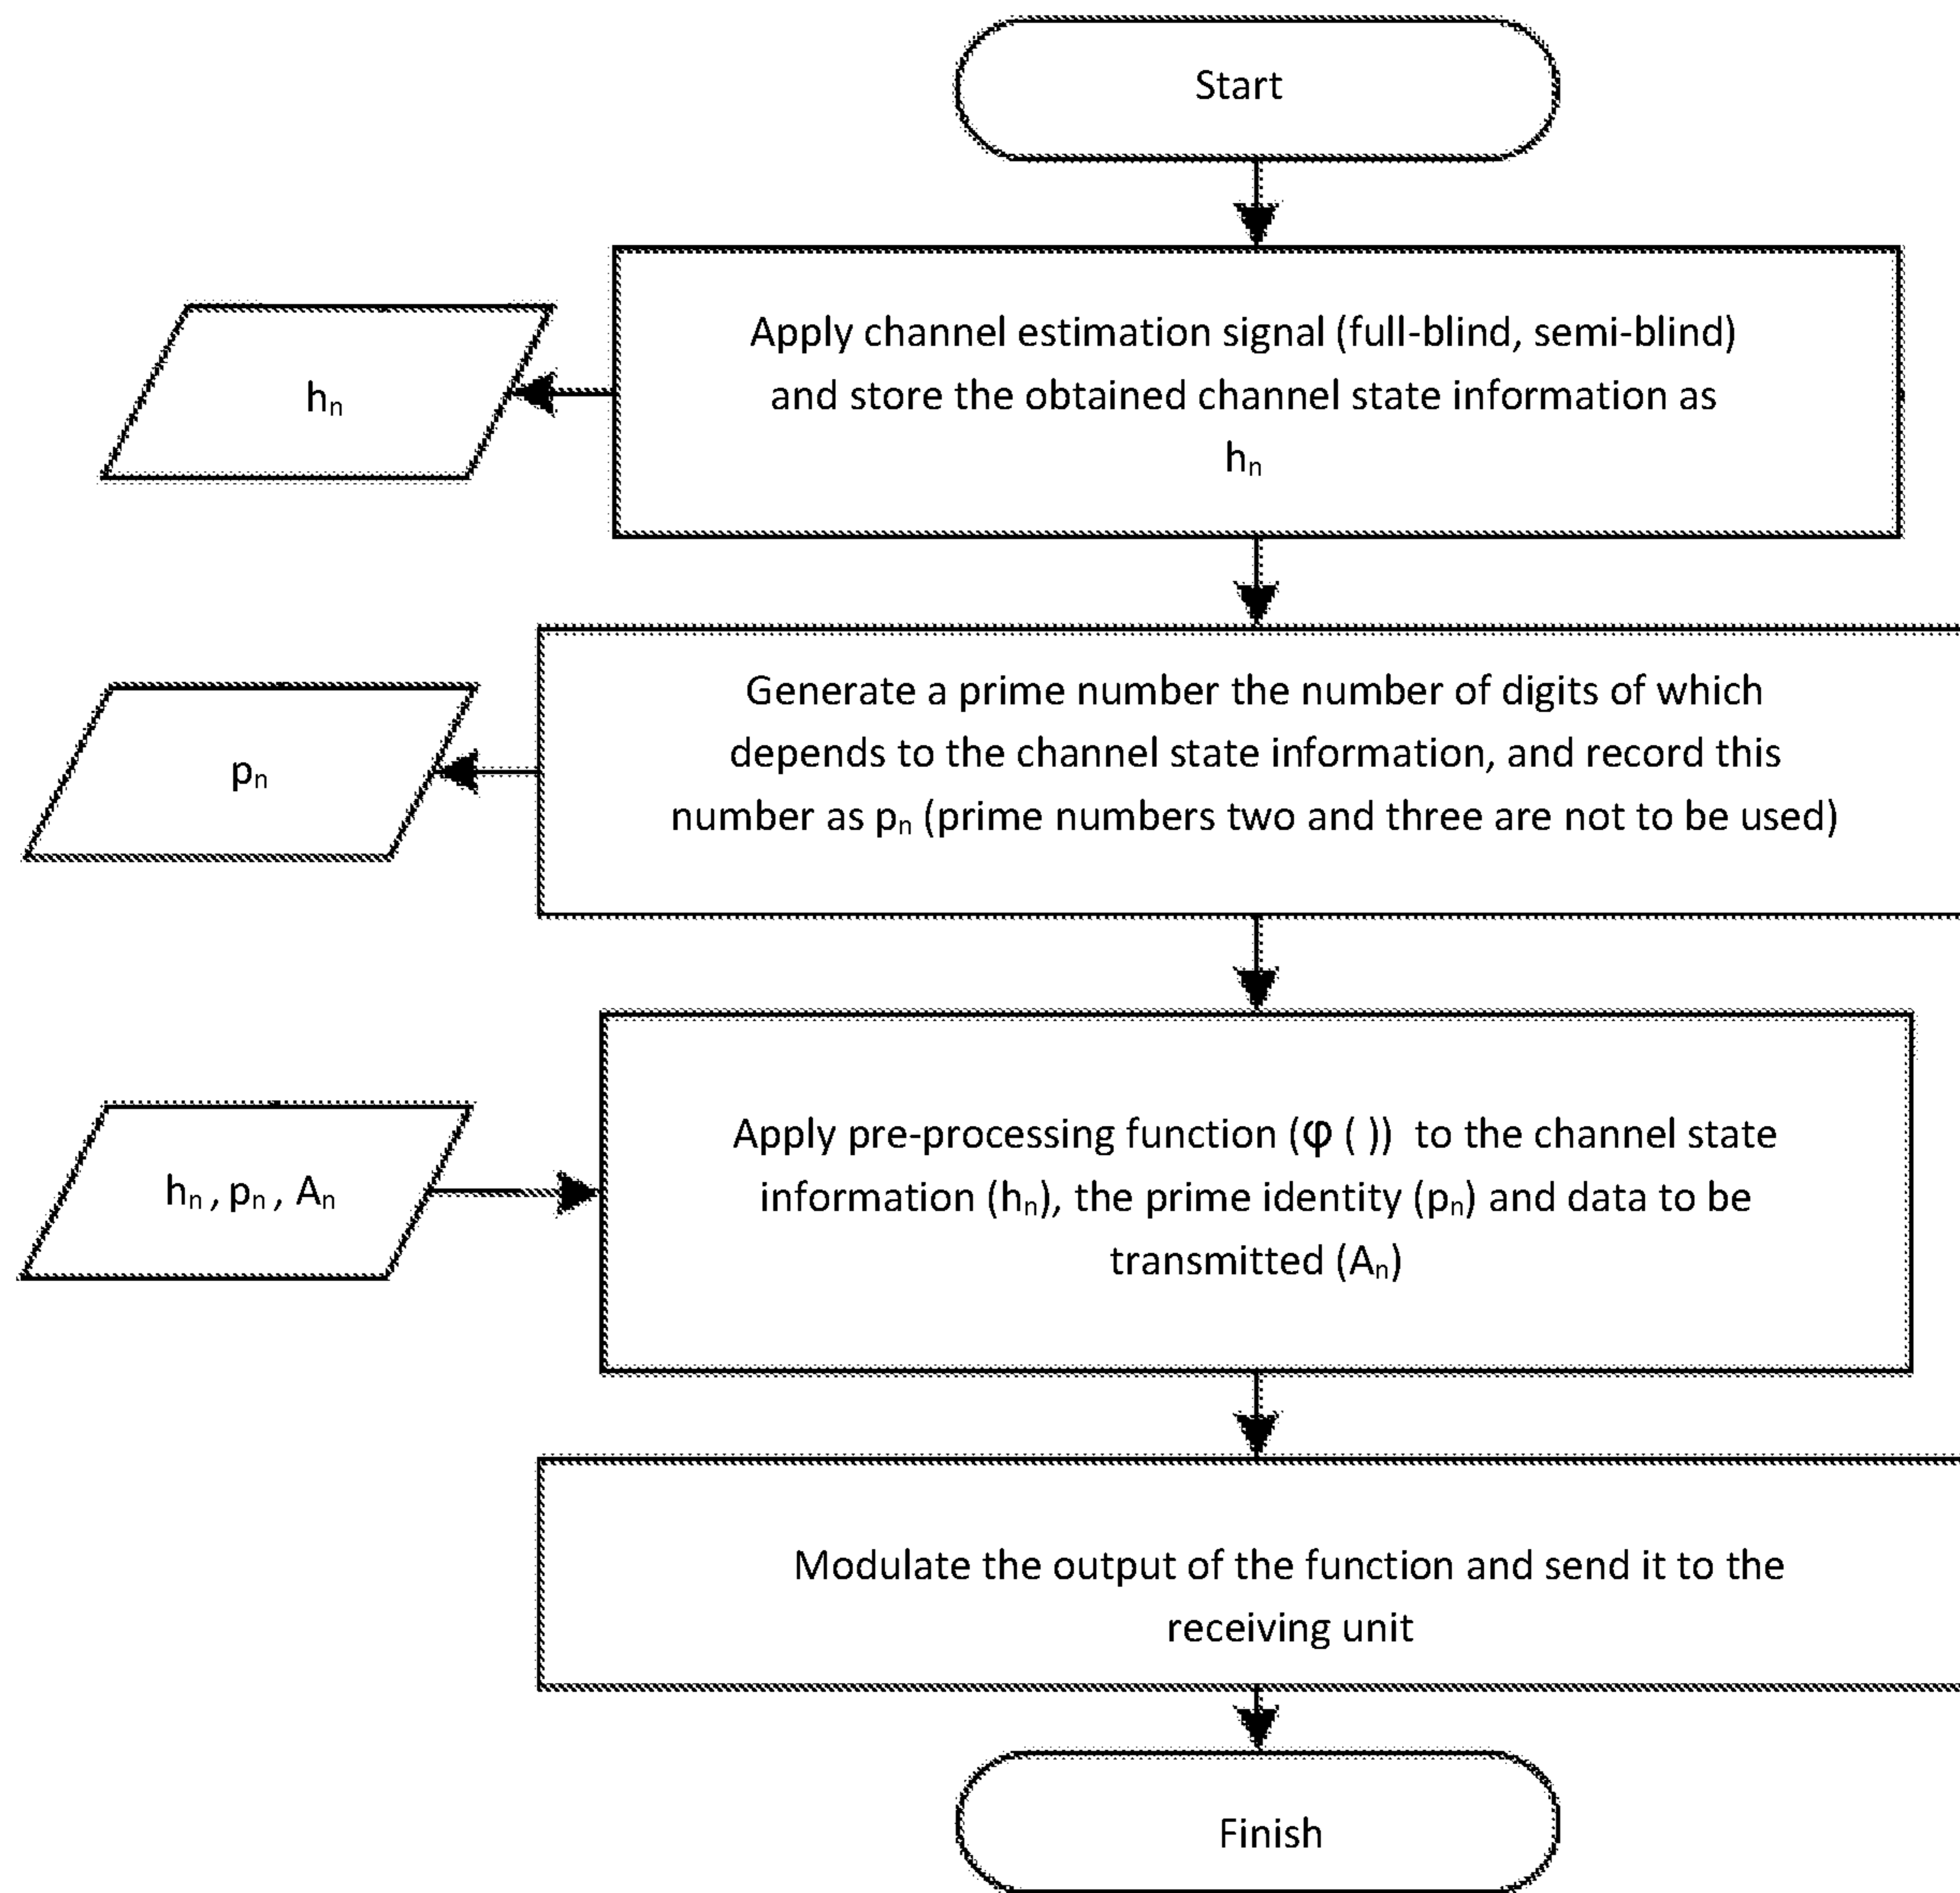 Start
Apply channel estimation signal (full-blind, semi-blind)
and store the obtained channel state information as
hₙ
hₙ
Generate a prime number the number of digits of which
depends to the channel state information, and record this
number as pₙ (prime numbers two and three are not to be used)
pₙ
Apply pre-processing function (φ ( )) to the channel state
information (hₙ), the prime identity (pₙ) and data to be
transmitted (Aₙ)
hₙ , pₙ , Aₙ
Modulate the output of the function and send it to the
receiving unit
Finish